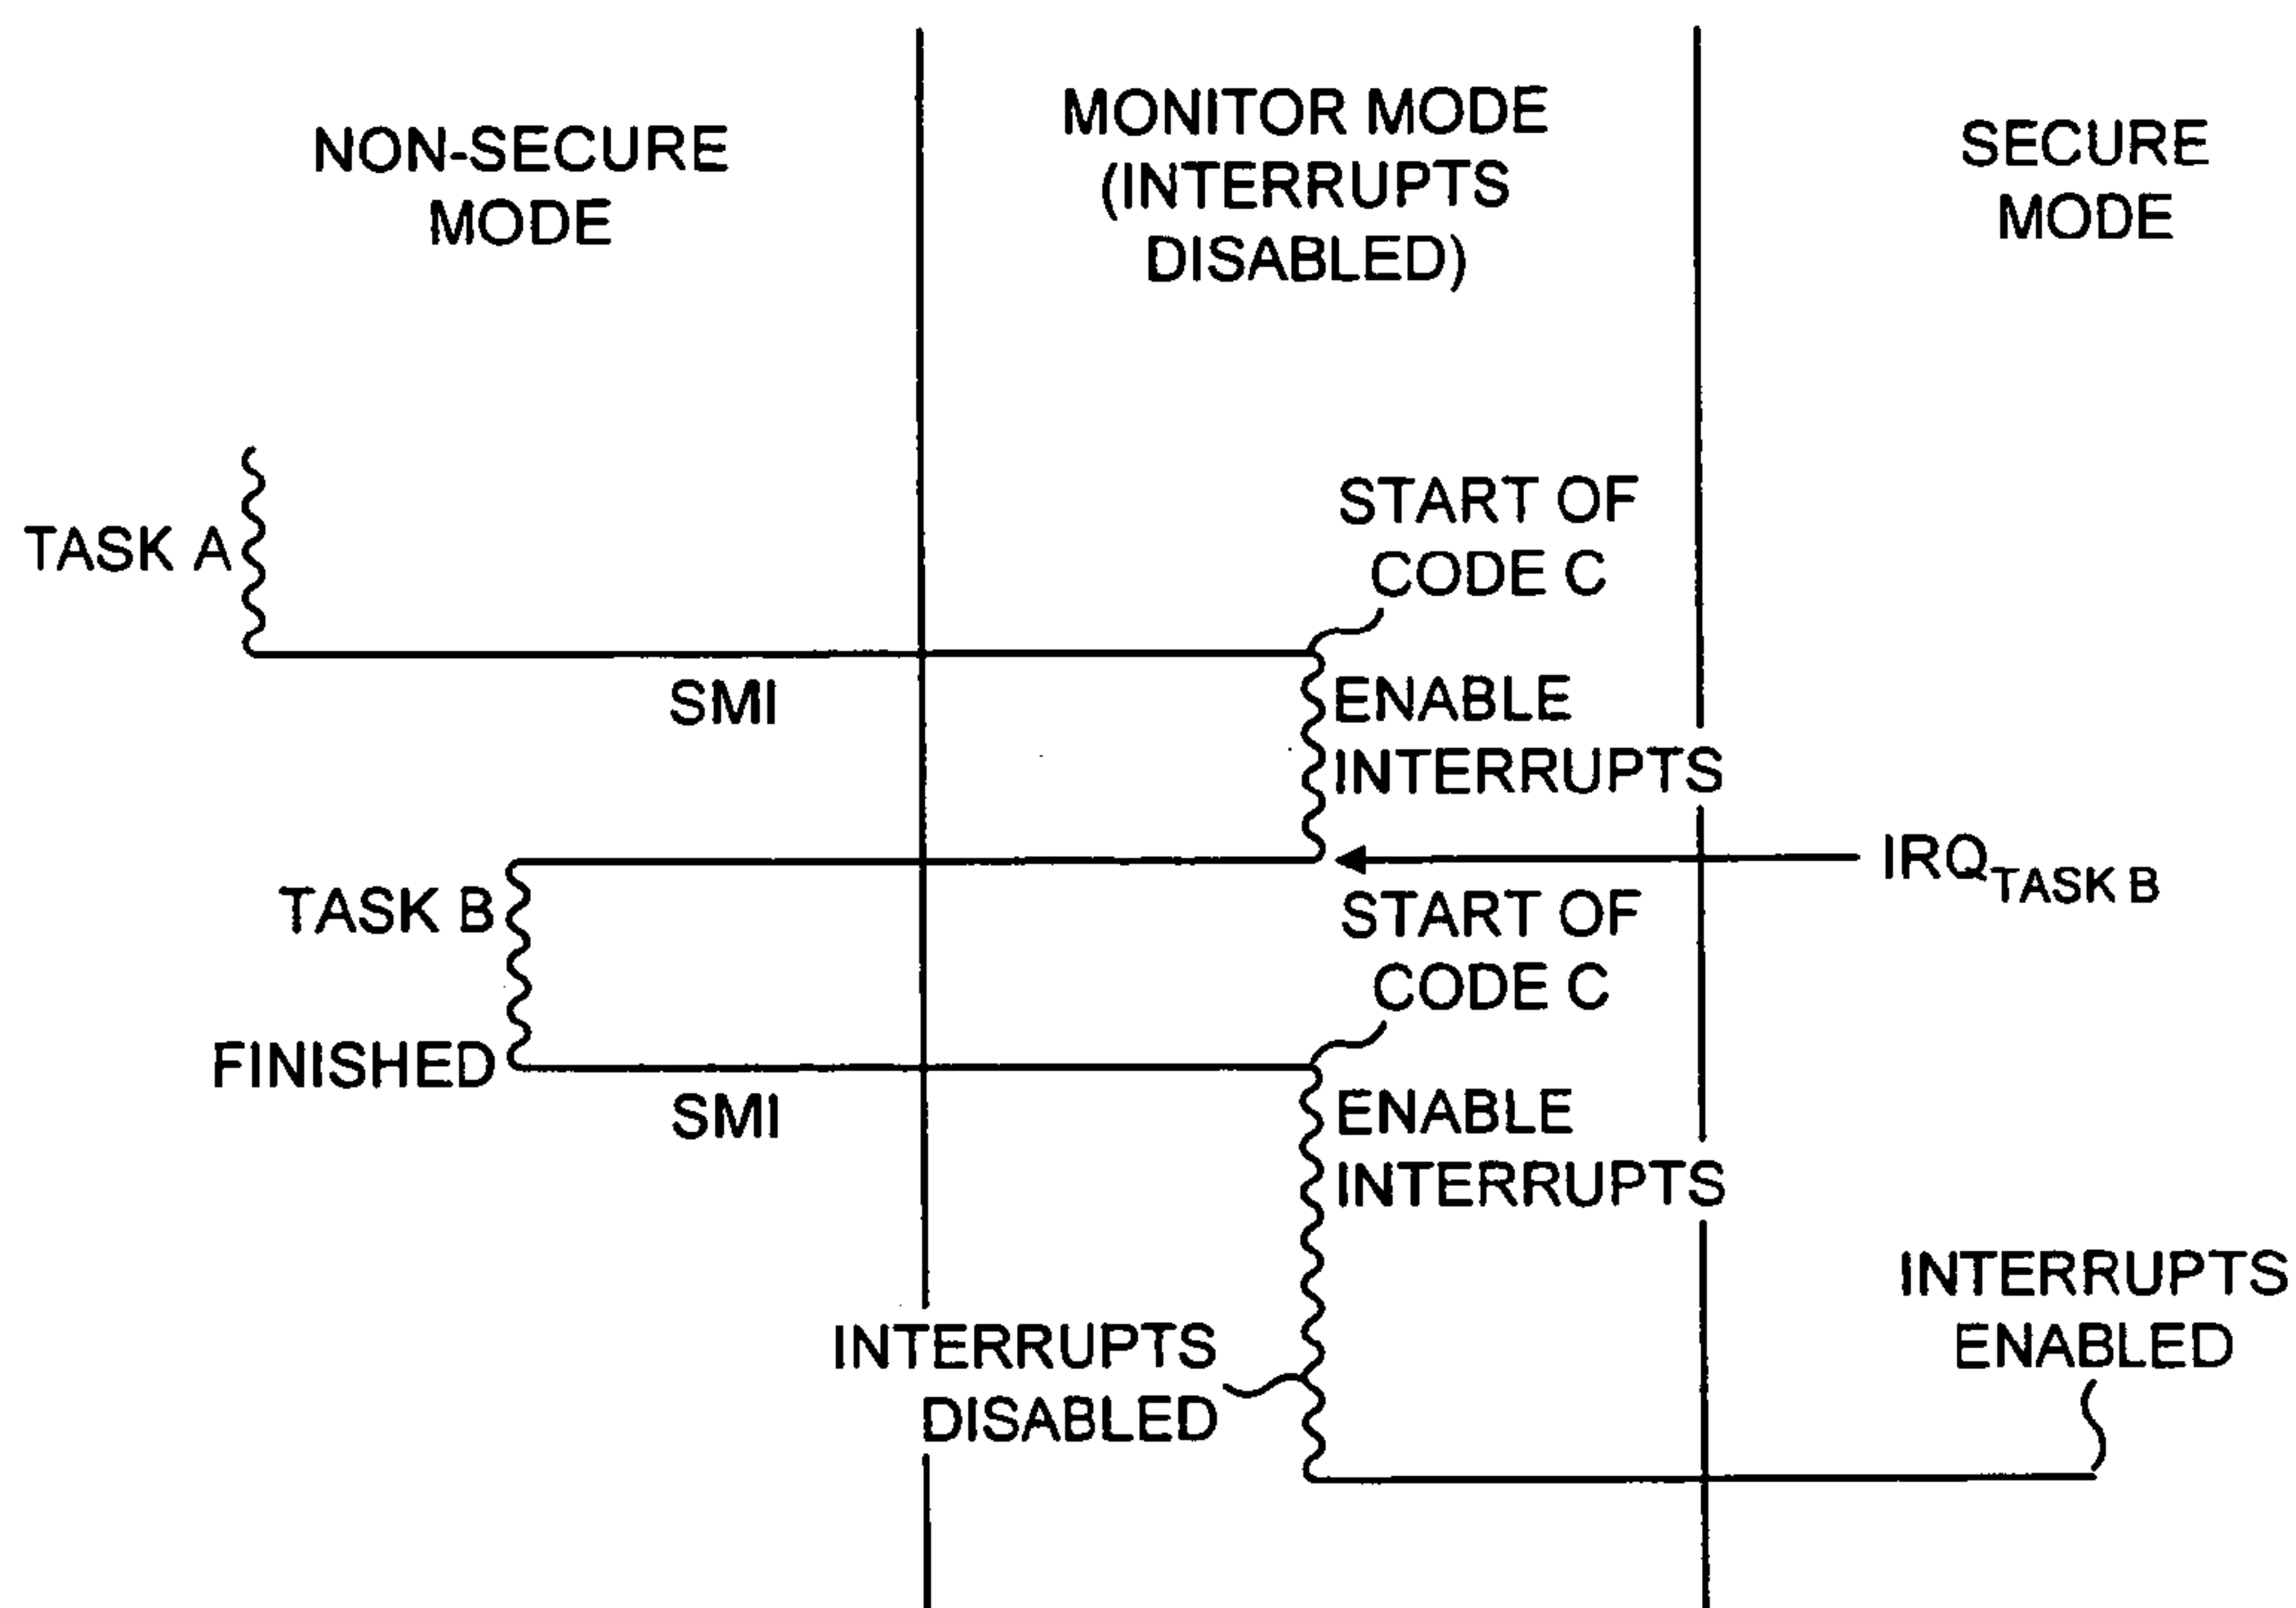 NON-SECURE
MODE
MONITOR MODE
(INTERRUPTS
DISABLED)
SECURE
MODE
TASK A
START OF
CODE C
SMI
ENABLE
INTERRUPTS
IRQTASK B
TASK B
START OF
CODE C
FINISHED
SMI
ENABLE
INTERRUPTS
INTERRUPTS
DISABLED
INTERRUPTS
ENABLED